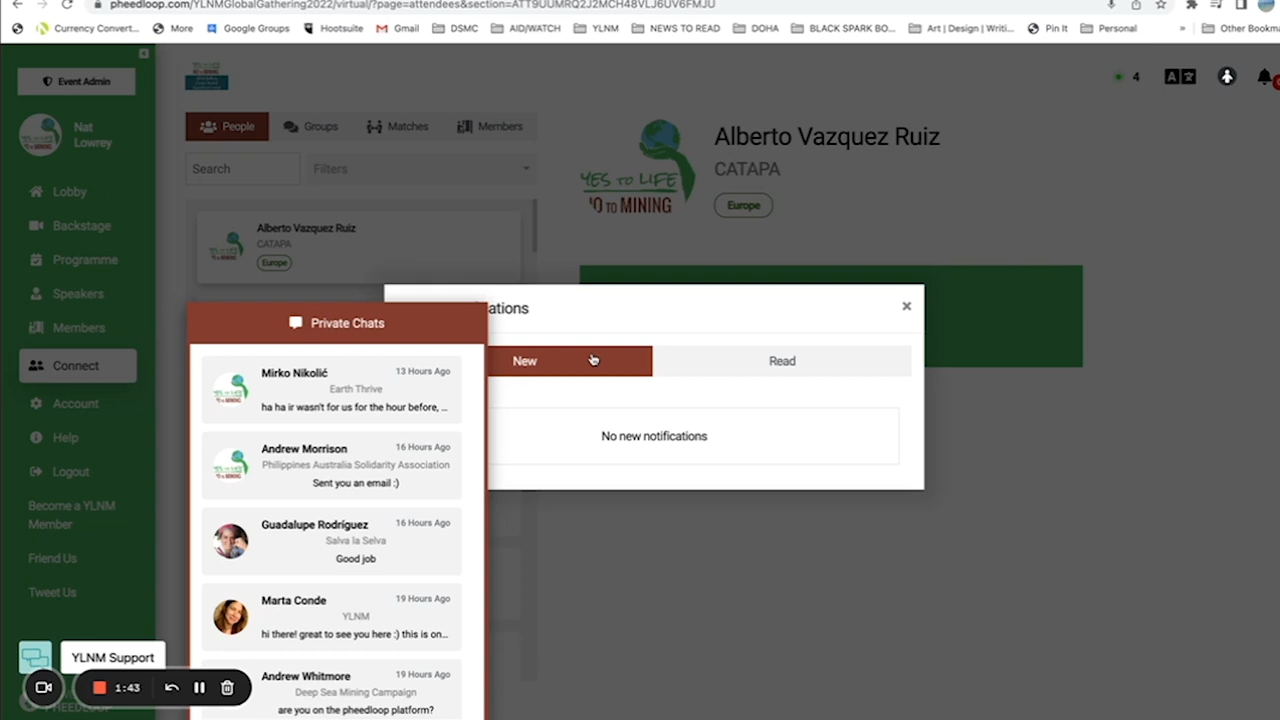 pheedloop.com/YLNMGlobalGathering2022/virtual/?page=attendees&section=ATT9UUMRQ2J2MCH48VLJ6UV6FMJU
Currency Convert...
More
Google Groups
Hootsuite
Gmail
DSMC
AID/WATCH
YLNM
NEWS TO READ
DOHA
BLACK SPARK BO...
Art | Design | Writi...
Pin It
Personal
»
Other Bookma
Event Admin
Nat
Lowrey
Lobby
Backstage
Programme
Speakers
Members
Connect
Account
Help
Logout
Become a YLNM
Member
Friend Us
Tweet Us
YLNM Support
1:43
PHEEDLOOP
People
Groups
Matches
Members
Search
Filters
Alberto Vazquez Ruiz
CATAPA
Europe
4
YES TO LIFE
O TO MINING
Alberto Vazquez Ruiz
CATAPA
Europe
ations
×
New
Read
No new notifications
Private Chats
Mirko Nikolić
13 Hours Ago
Earth Thrive
ha ha ir wasn't for us for the hour before, ...
Andrew Morrison
16 Hours Ago
Philippines Australia Solidarity Association
Sent you an email :)
Guadalupe Rodríguez
16 Hours Ago
Salva la Selva
Good job
Marta Conde
19 Hours Ago
YLNM
hi there! great to see you here :) this is on...
Andrew Whitmore
19 Hours Ago
Deep Sea Mining Campaign
are you on the pheedloop platform?